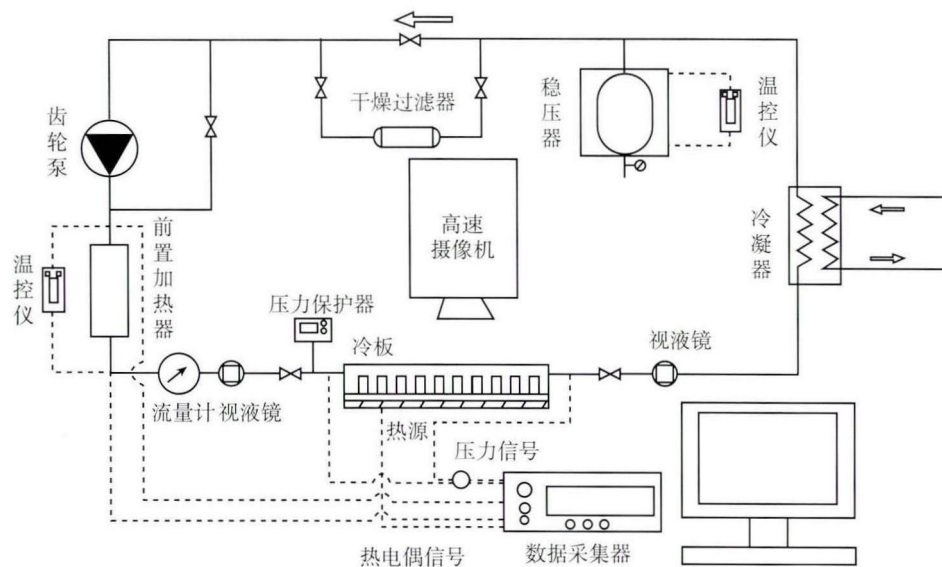 齿轮泵
干燥过滤器
稳压器
温控仪
高速
摄像机
冷凝器
前置加热器
温控仪
压力保护器
冷板
视液镜
流量计
视液镜
热源
压力信号
热电偶信号
数据采集器